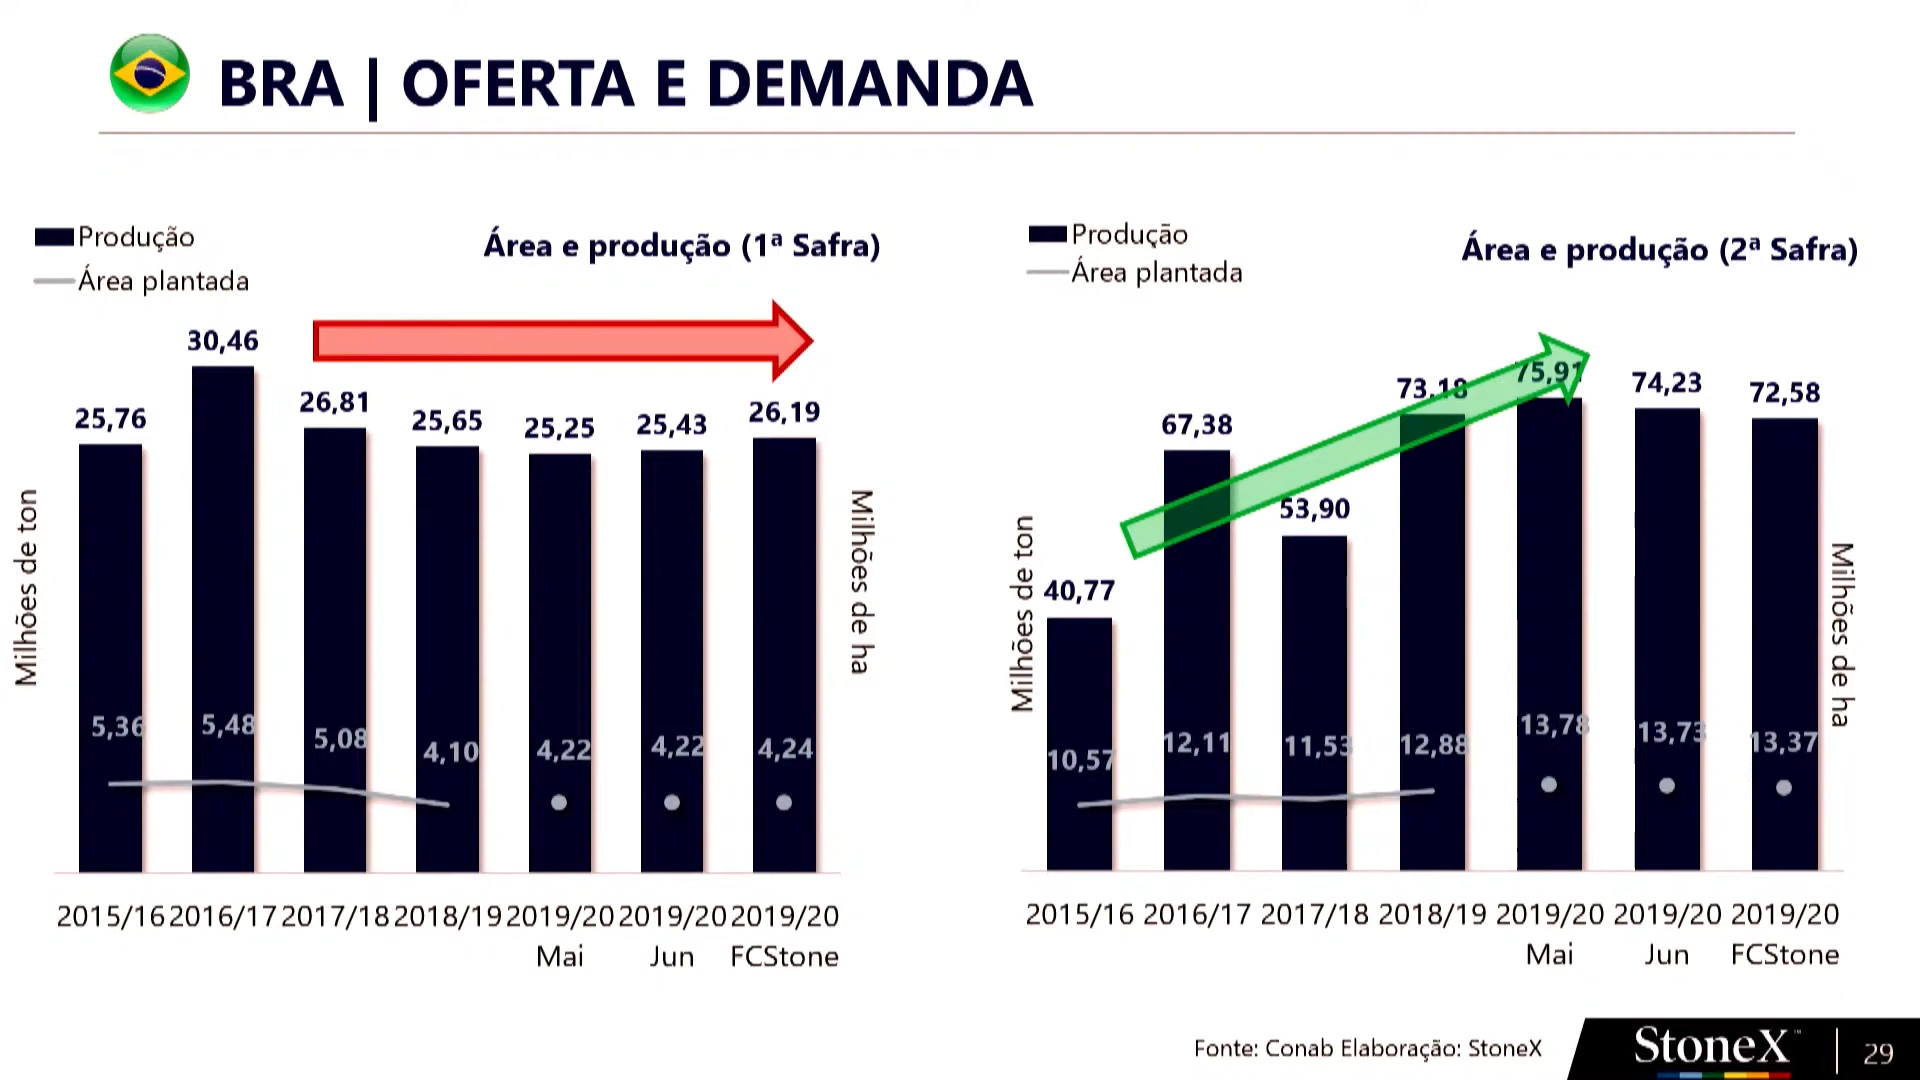 BRA | OFERTA E DEMANDA
Produção
Área plantada
Área e produção (1ª Safra)
25,76
30,46
26,81
25,65
25,25
25,43
26,19
5,36
5,48
5,08
4,10
4,22
4,22
4,24
Milhões de ton
Milhões de ha
2015/16 2016/17 2017/18 2018/19 2019/20 2019/20 2019/20
Mai Jun FCStone
Produção
Área plantada
Área e produção (2ª Safra)
40,77
67,38
53,90
73,18
75,91
74,23
72,58
10,57
12,11
11,53
12,88
13,78
13,73
13,37
Milhões de ton
Milhões de ha
2015/16 2016/17 2017/18 2018/19 2019/20 2019/20 2019/20
Mai Jun FCStone
Fonte: Conab Elaboração: StoneX
StoneX™
29